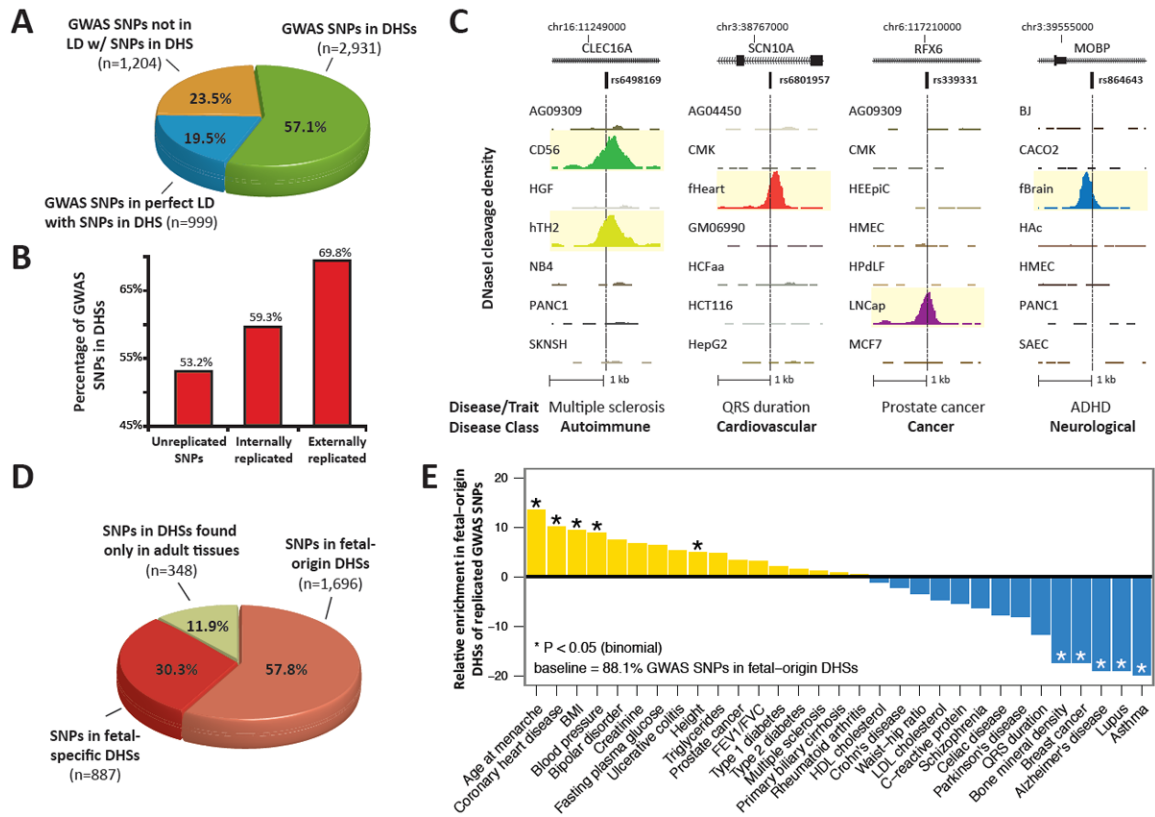 A
GWAS SNPs not in
LD w/ SNPs in DHS
(n=1,204)
GWAS SNPs in DHSs
(n=2,931)
23.5%
19.5%
57.1%
GWAS SNPs in perfect LD
with SNPs in DHS (n=999)
B
Percentage of GWAS
SNPs in DHSs
65%
55%
45%
53.2%
59.3%
69.8%
Unreplicated
SNPs
Internally
replicated
Externally
replicated
C
DNaseI cleavage density
chr16:11249000
CLEC16A
rs6498169
AG09309
CD56
HGF
hTH2
NB4
PANC1
SKNSH
1 kb
chr3:38767000
SCN10A
rs6801957
AG04450
CMK
fHeart
GM06990
HCFaa
HCT116
HepG2
1 kb
chr6:117210000
RFX6
rs339331
AG09309
CMK
HEEpiC
HMEC
HPdLF
LNCap
MCF7
1 kb
chr3:39555000
MOBP
rs864643
BJ
CACO2
fBrain
HAc
HMEC
PANC1
SAEC
1 kb
Disease/Trait Multiple sclerosis QRS duration Prostate cancer ADHD
Disease Class Autoimmune Cardiovascular Cancer Neurological
D
SNPs in DHSs found
only in adult tissues
(n=348)
SNPs in fetal-
origin DHSs
(n=1,696)
11.9%
30.3%
57.8%
SNPs in fetal-
specific DHSs
(n=887)
E
Relative enrichment in fetal–origin
DHSs of replicated GWAS SNPs
20
10
0
−10
−20
* * * * *
* * * * *
* P < 0.05 (binomial)
baseline = 88.1% GWAS SNPs in fetal–origin DHSs
Age at menarche
Coronary heart disease
BMI
Blood pressure
Bipolar disorder
Creatinine
Fasting plasma glucose
Ulcerative colitis
Height
Triglycerides
Prostate cancer
FEV1/FVC
Type 1 diabetes
Type 2 diabetes
Multiple sclerosis
Primary biliary cirrhosis
Rheumatoid arthritis
HDL cholesterol
Crohn's disease
Waist–hip ratio
LDL cholesterol
C–reactive protein
Schizophrenia
Celiac disease
Parkinson's disease
QRS duration
Bone mineral density
Breast cancer
Alzheimer's disease
Lupus
Asthma